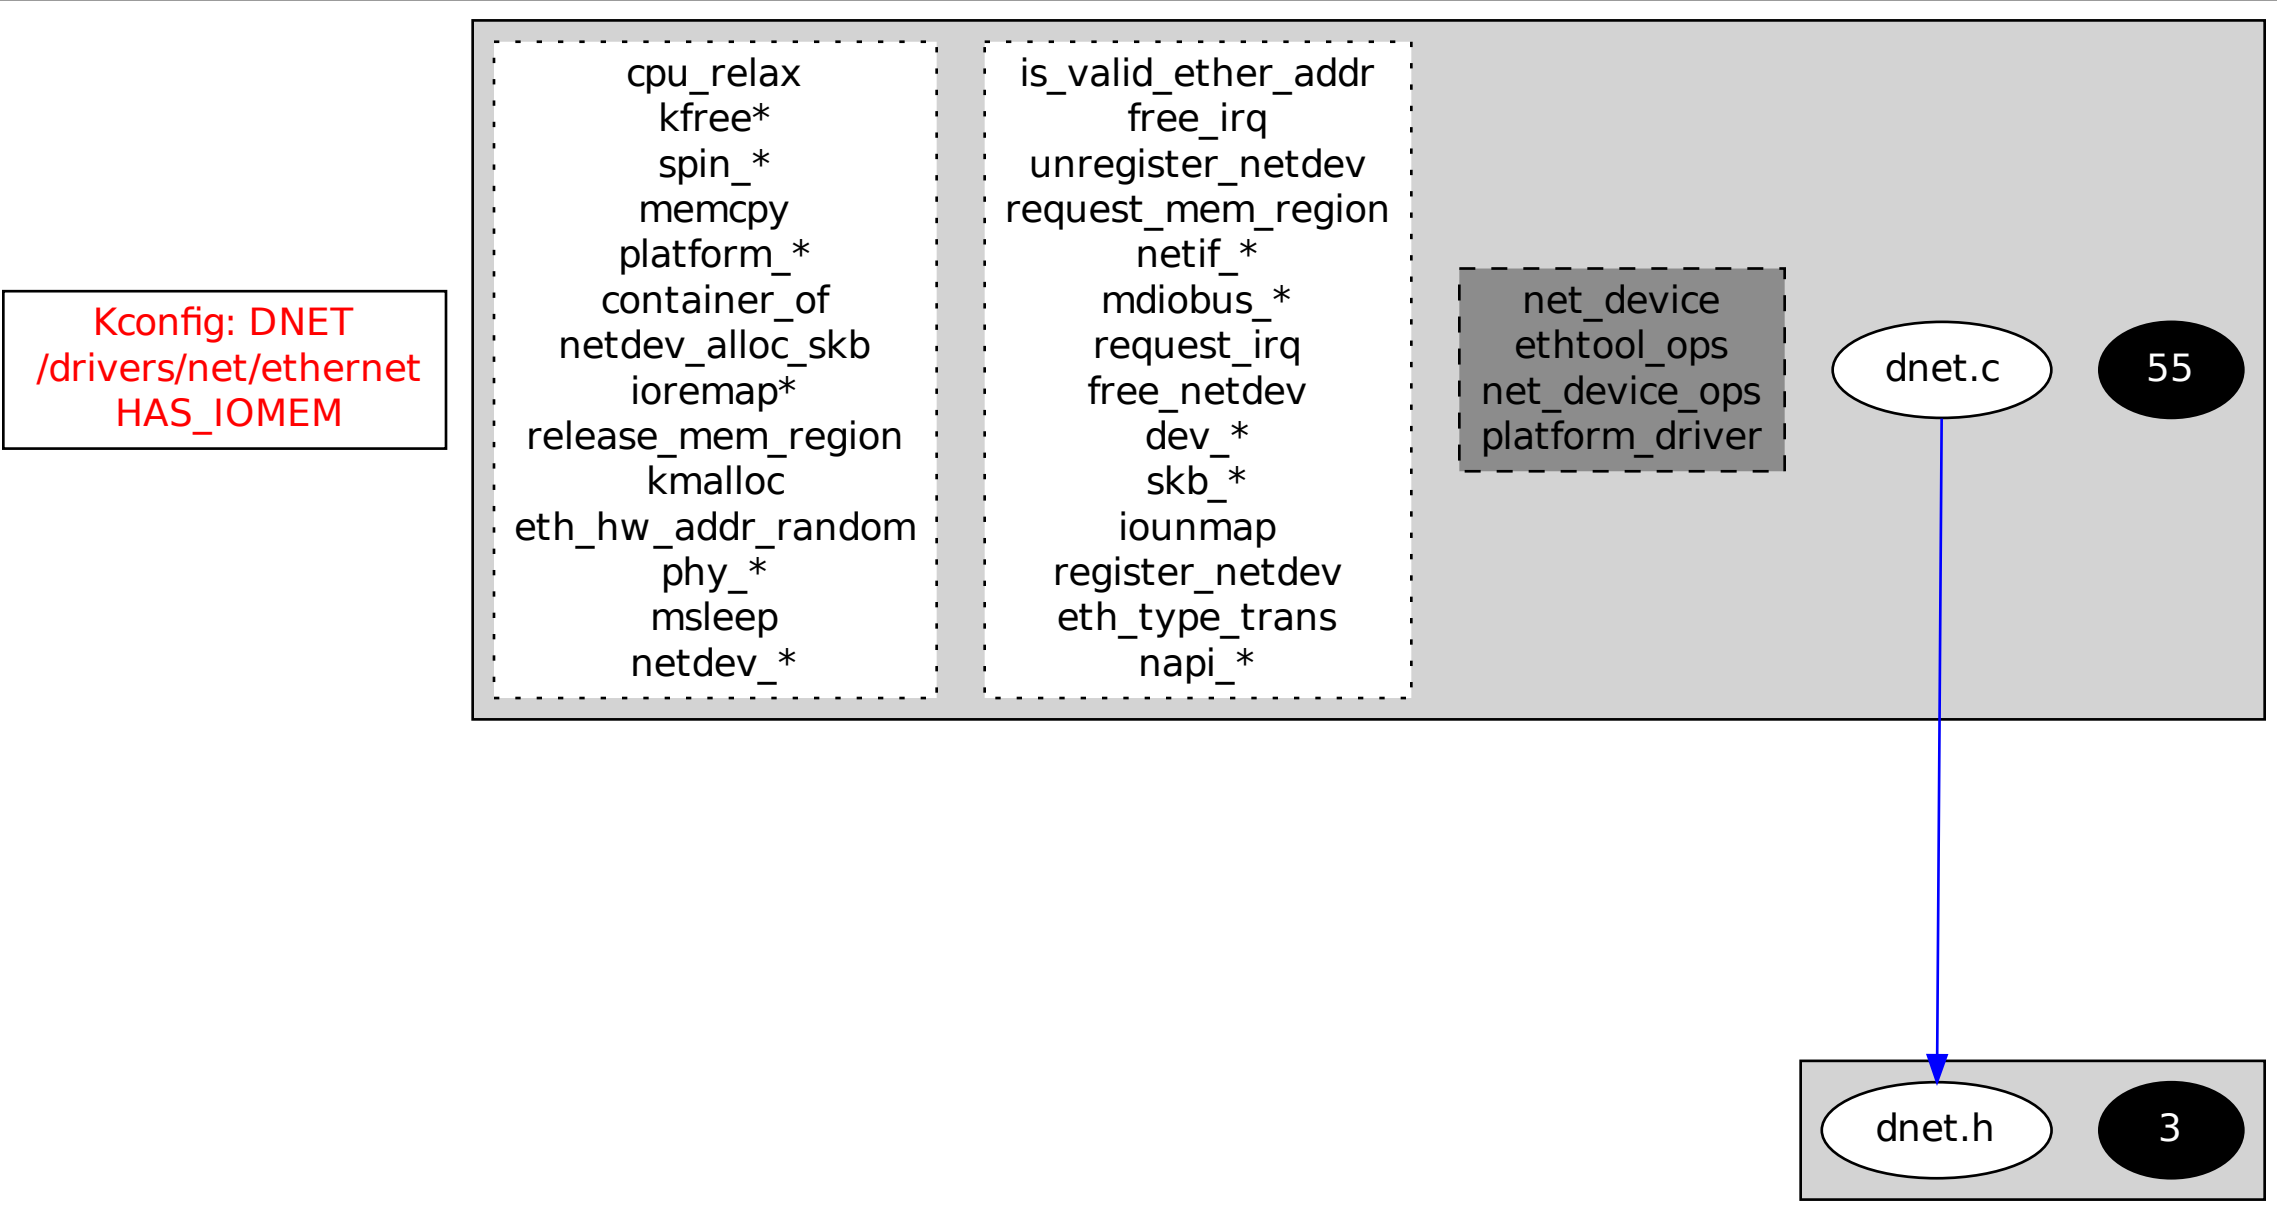 Kconfig: DNET
/drivers/net/ethernet
HAS_IOMEM
cpu_relax
kfree*
spin_*
memcpy
platform_*
container_of
netdev_alloc_skb
ioremap*
release_mem_region
kmalloc
eth_hw_addr_random
phy_*
msleep
netdev_*
is_valid_ether_addr
free_irq
unregister_netdev
request_mem_region
netif_*
mdiobus_*
request_irq
free_netdev
dev_*
skb_*
iounmap
register_netdev
eth_type_trans
napi_*
net_device
ethtool_ops
net_device_ops
platform_driver
dnet.c
55
dnet.h
3